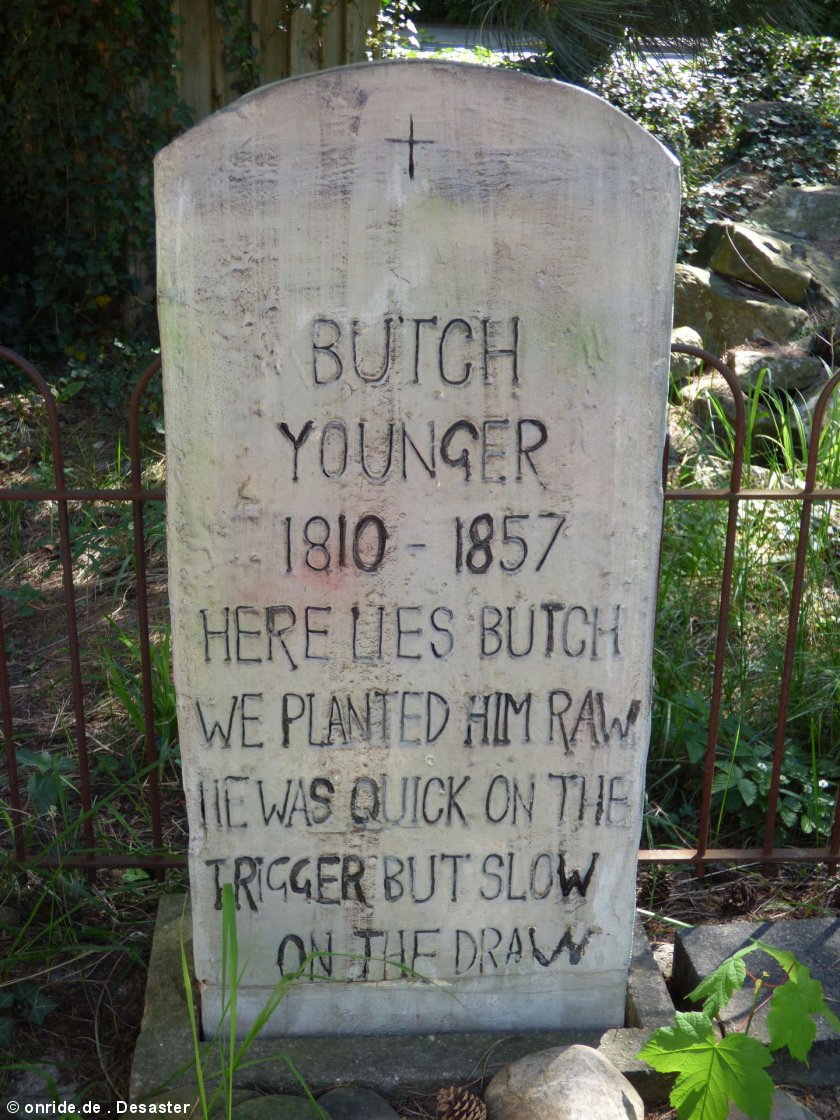 BUTCH
YOUNGER
1810 - 1857
HERE LIES BUTCH
WE PLANTED HIM RAW
HE WAS QUICK ON THE
TRIGGER BUT SLOW
ON THE DRAW
© onride.de . Desaster